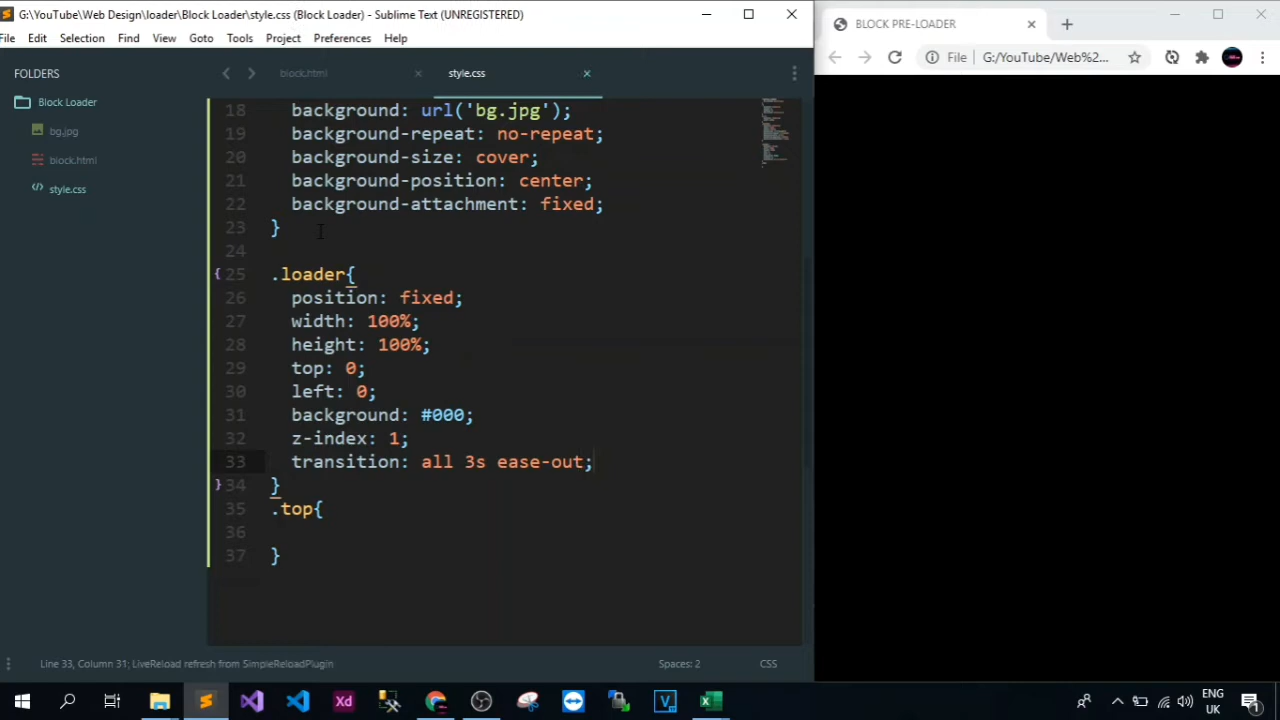 G:\YouTube\Web Design\loader\Block Loader\style.css (Block Loader) - Sublime Text (UNREGISTERED)
File Edit Selection Find View Goto Tools Project Preferences Help
FOLDERS
Block Loader
bg.jpg
block.html
style.css
block.html × style.css ×
18 background: url('bg.jpg');
19 background-repeat: no-repeat;
20 background-size: cover;
21 background-position: center;
22 background-attachment: fixed;
23 }
24
25 .loader{
26 position: fixed;
27 width: 100%;
28 height: 100%;
29 top: 0;
30 left: 0;
31 background: #000;
32 z-index: 1;
33 transition: all 3s ease-out;
34 }
35 .top{
36
37 }
Line 33, Column 31; LiveReload refresh from SimpleReloadPlugin Spaces: 2 CSS
BLOCK PRE-LOADER
File G:/YouTube/Web%2...
Xd
ENG
UK
1